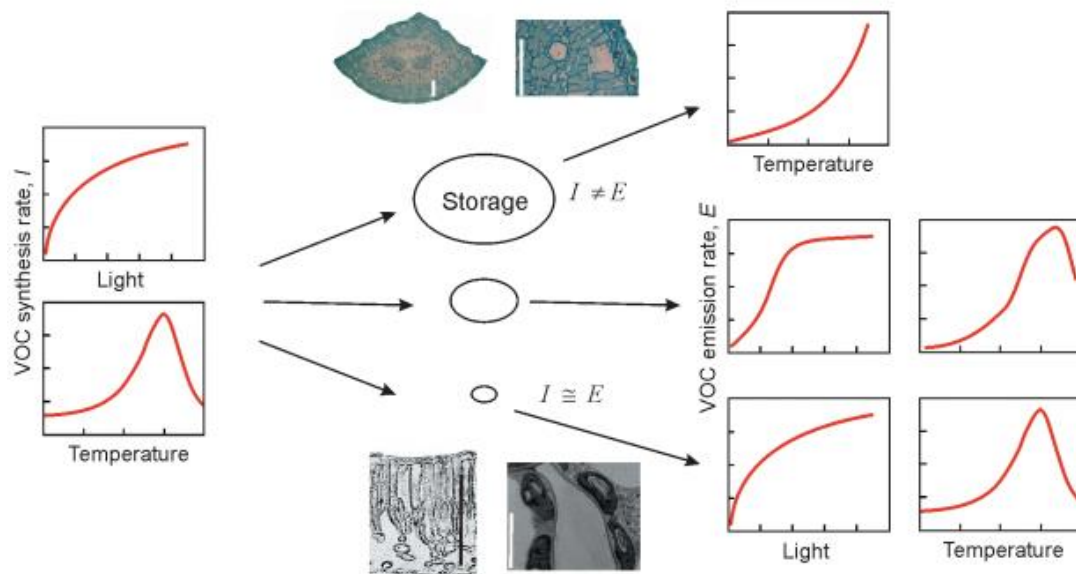 VOC synthesis rate, I
Light
Temperature
Storage
I ≠ E
I ≅ E
VOC emission rate, E
Temperature
Light
Temperature